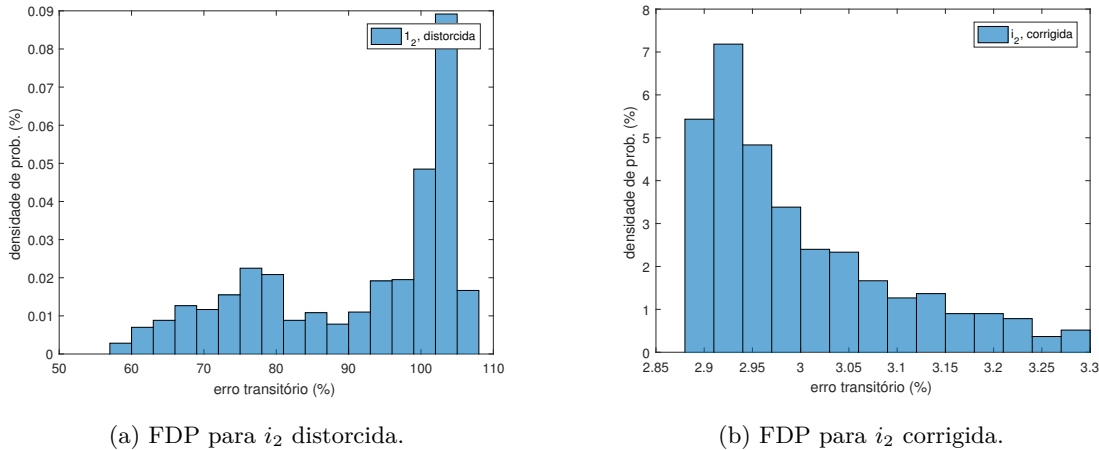 0.09
0.08
0.07
0.06
0.05
0.04
0.03
0.02
0.01
0
densidade de prob. (%)
1₂, distorcida
50 60 70 80 90 100 110
erro transitório (%)
(a) FDP para i₂ distorcida.
8
7
6
5
4
3
2
1
0
densidade de prob. (%)
i₂, corrigida
2.85 2.9 2.95 3 3.05 3.1 3.15 3.2 3.25 3.3
erro transitório (%)
(b) FDP para i₂ corrigida.